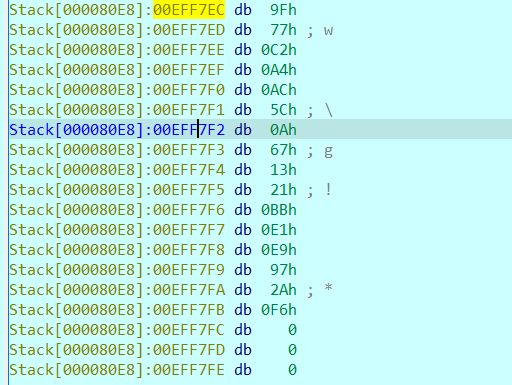 Stack[000080E8]:00EFF7EC db 9Fh
Stack[000080E8]:00EFF7ED db 77h ; w
Stack[000080E8]:00EFF7EE db 0C2h
Stack[000080E8]:00EFF7EF db 0A4h
Stack[000080E8]:00EFF7F0 db 0ACh
Stack[000080E8]:00EFF7F1 db 5Ch ; \
Stack[000080E8]:00EFF7F2 db 0Ah
Stack[000080E8]:00EFF7F3 db 67h ; g
Stack[000080E8]:00EFF7F4 db 13h
Stack[000080E8]:00EFF7F5 db 21h ; !
Stack[000080E8]:00EFF7F6 db 0BBh
Stack[000080E8]:00EFF7F7 db 0E1h
Stack[000080E8]:00EFF7F8 db 0E9h
Stack[000080E8]:00EFF7F9 db 97h
Stack[000080E8]:00EFF7FA db 2Ah ; *
Stack[000080E8]:00EFF7FB db 0F6h
Stack[000080E8]:00EFF7FC db 0
Stack[000080E8]:00EFF7FD db 0
Stack[000080E8]:00EFF7FE db 0